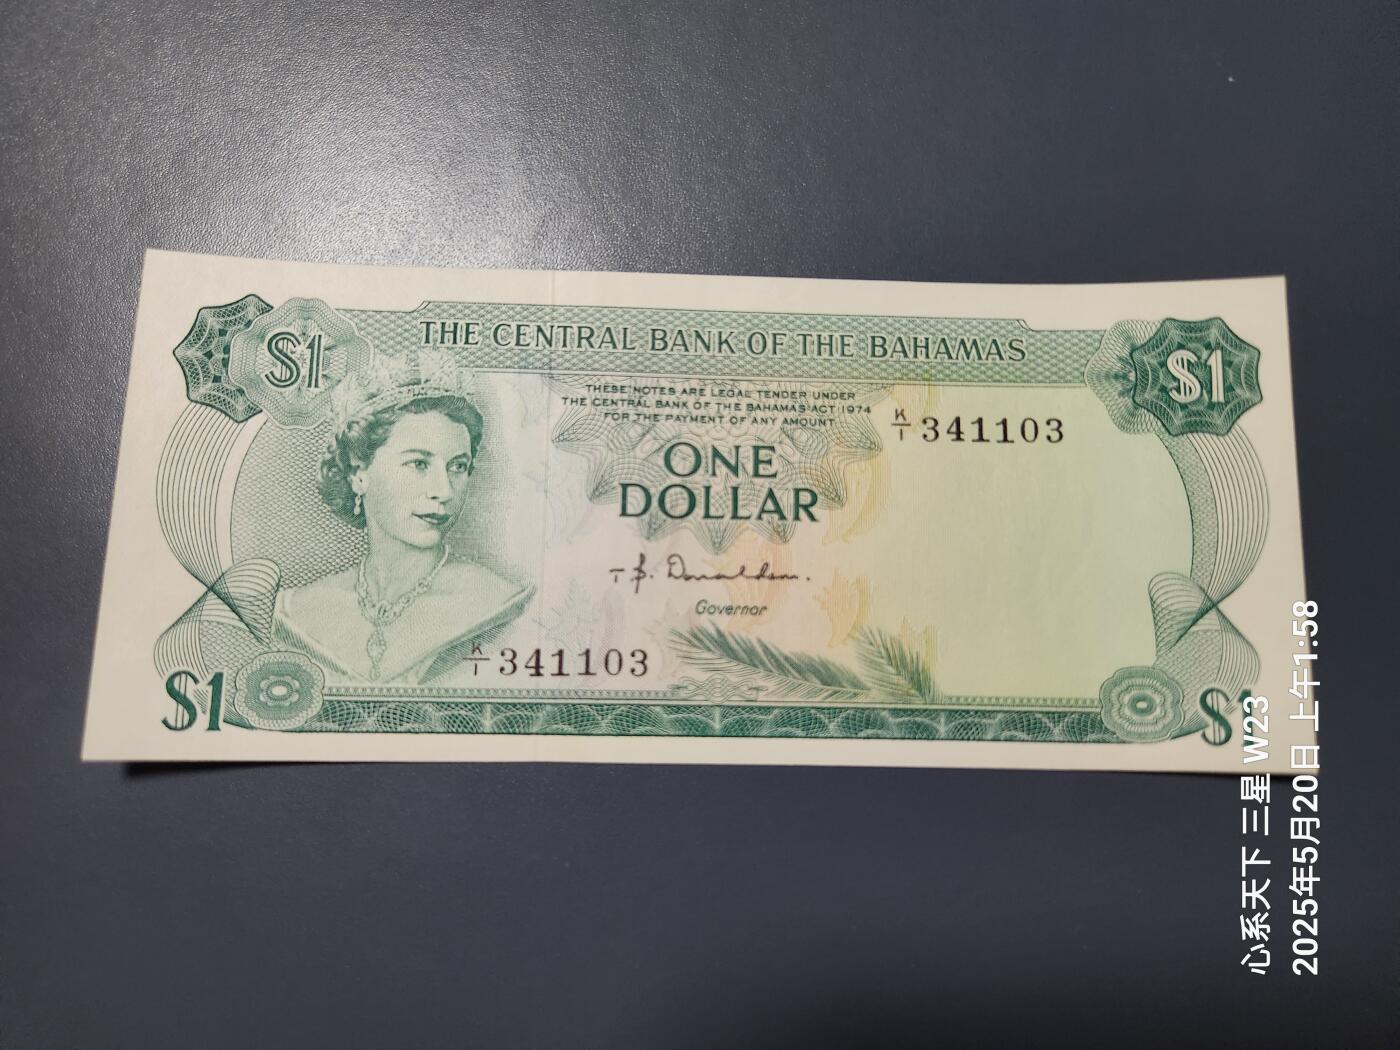 $1
THE CENTRAL BANK OF THE BAHAMAS
$1
THESE NOTES ARE LEGAL TENDER UNDER
THE CENTRAL BANK OF THE BAHAMAS ACT 1974
FOR THE PAYMENT OF ANY AMOUNT
K/1 341103
ONE
DOLLAR
T B. Donaldson.
Governor
K/1 341103
$1
$1
心系天下 三星 W23
2025年5月20日 上午1:58